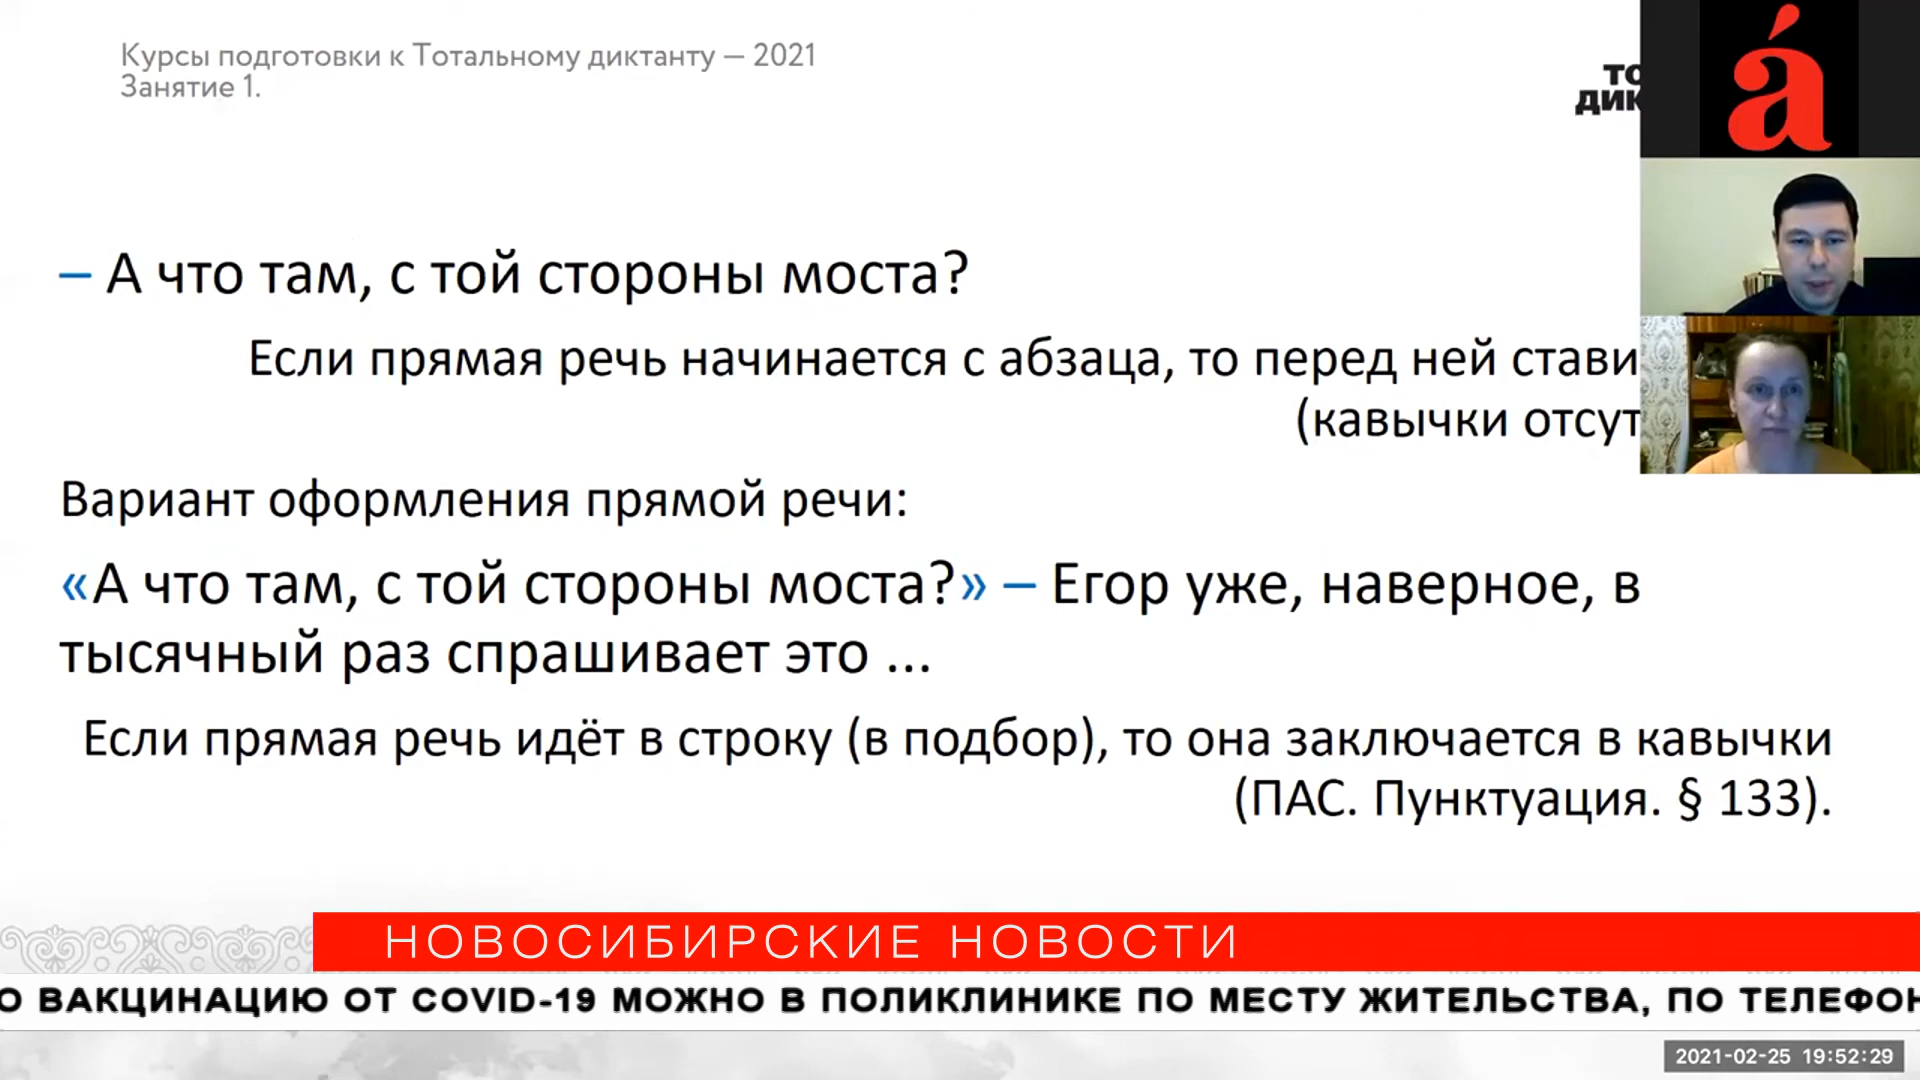 Курсы подготовки к Тотальному диктанту — 2021
Занятие 1.
ТО
ДИК
á
– А что там, с той стороны моста?
Если прямая речь начинается с абзаца, то перед ней стави
(кавычки отсут
Вариант оформления прямой речи:
«А что там, с той стороны моста?» – Егор уже, наверное, в
тысячный раз спрашивает это ...
Если прямая речь идёт в строку (в подбор), то она заключается в кавычки
(ПАС. Пунктуация. § 133).
НОВОСИБИРСКИЕ НОВОСТИ
О ВАКЦИНАЦИЮ ОТ COVID-19 МОЖНО В ПОЛИКЛИНИКЕ ПО МЕСТУ ЖИТЕЛЬСТВА, ПО ТЕЛЕФОН
2021-02-25 19:52:29